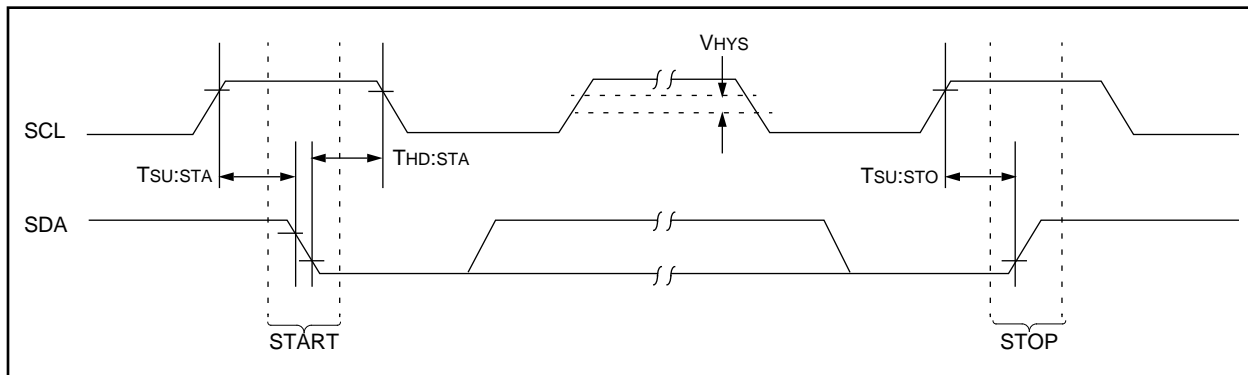 VHYS
SCL
THD:STA
TSU:STA
TSU:STO
SDA
START
STOP